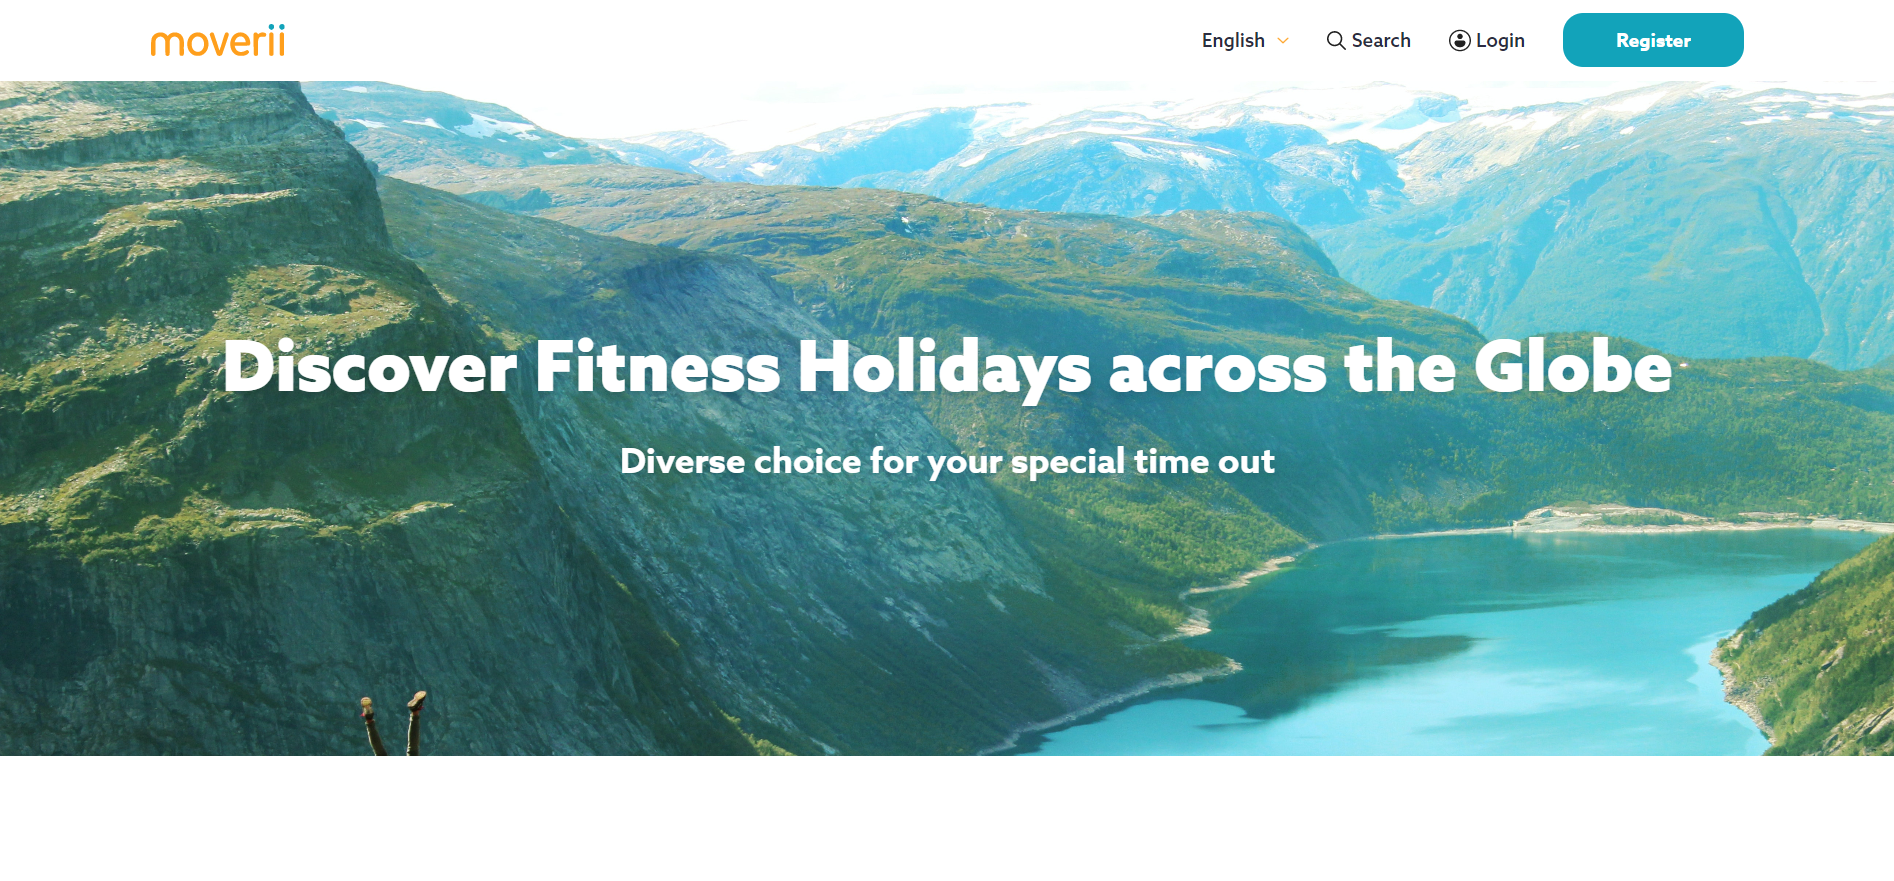 moverii
English
Search
Login
Register
Discover Fitness Holidays across the Globe
Diverse choice for your special time out